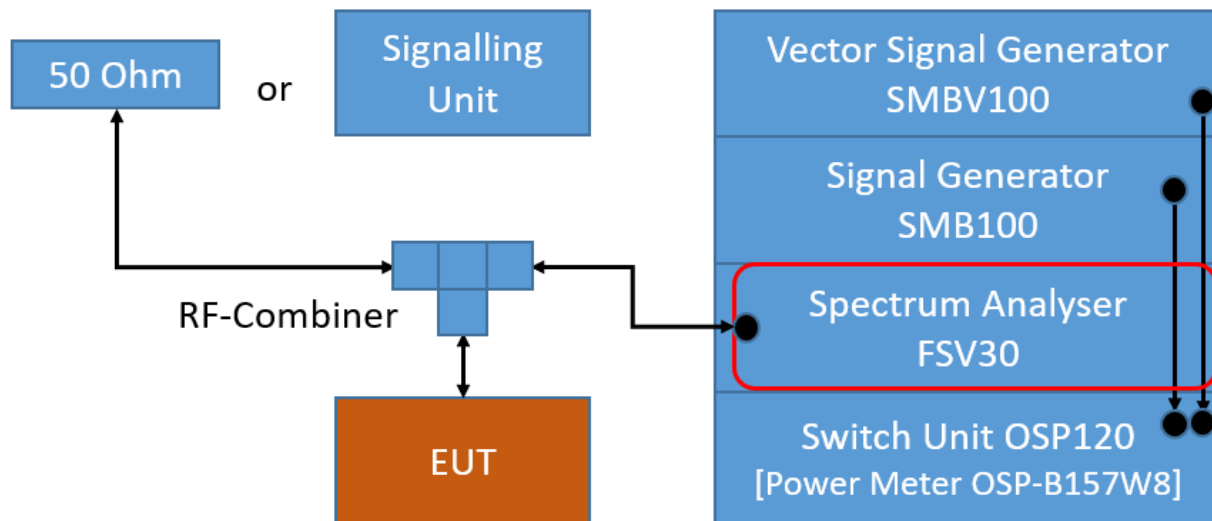 50 Ohm
or
Signalling
Unit
Vector Signal Generator
SMBV100
Signal Generator
SMB100
RF-Combiner
Spectrum Analyser
FSV30
EUT
Switch Unit OSP120
[Power Meter OSP-B157W8]